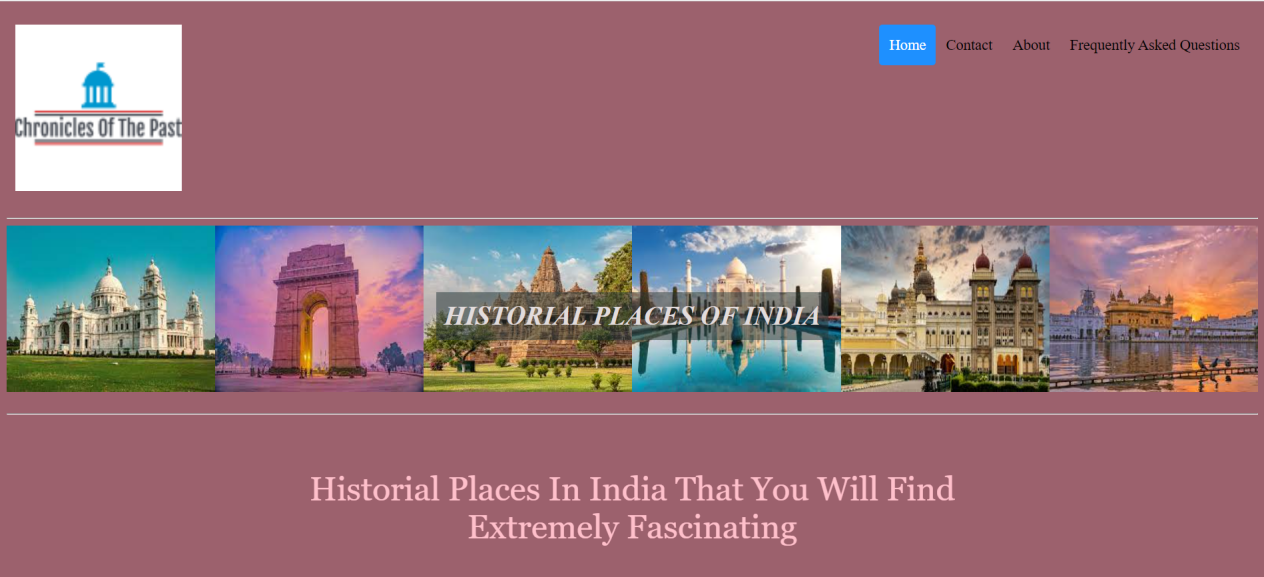 Chronicles Of The Past
Home Contact About Frequently Asked Questions
HISTORIAL PLACES OF INDIA
Historial Places In India That You Will Find
Extremely Fascinating